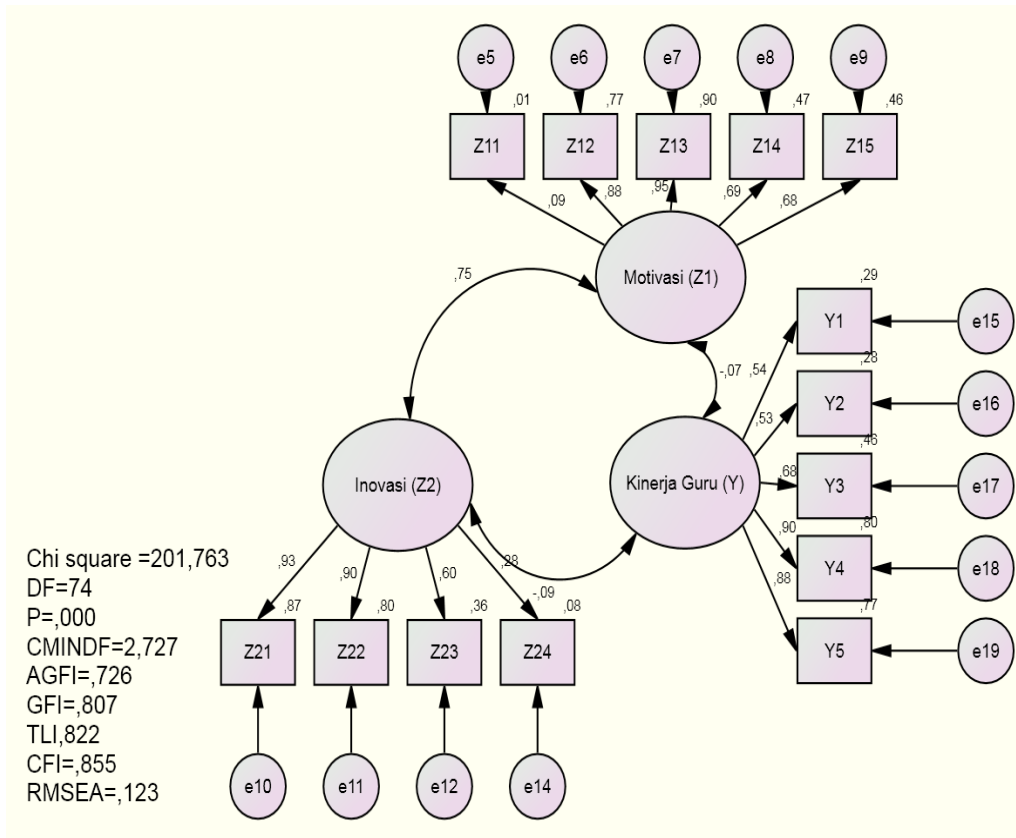 e5 e6 e7 e8 e9
,01 ,77 ,90 ,47 ,46
Z11 Z12 Z13 Z14 Z15
,09 ,88 ,95 ,69 ,68
Motivasi (Z1)
,75
,29
Y1 e15
-,07 ,54
,28
Y2 e16
,53
,46
Inovasi (Z2) Kinerja Guru (Y) ,68 Y3 e17
,80
,90 Y4 e18
,88
,77
Y5 e19
,93 ,90 ,60 ,28
-,09
,87 ,80 ,36 ,08
Z21 Z22 Z23 Z24
e10 e11 e12 e14
Chi square =201,763
DF=74
P=,000
CMINDF=2,727
AGFI=,726
GFI=,807
TLI,822
CFI=,855
RMSEA=,123